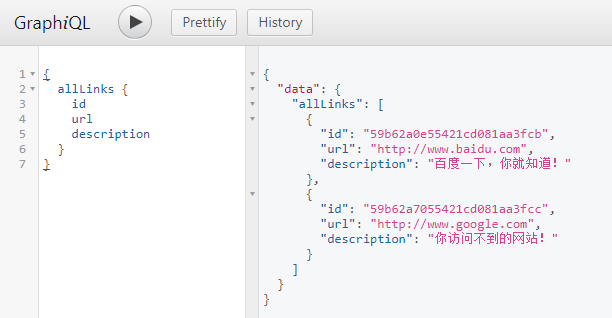 GraphiQL Prettify History
1 {
2 allLinks {
3 id
4 url
5 description
6 }
7 }
{
"data": {
"allLinks": [
{
"id": "59b62a0e55421cd081aa3fcb",
"url": "http://www.baidu.com",
"description": "百度一下，你就知道！"
},
{
"id": "59b62a7055421cd081aa3fcc",
"url": "http://www.google.com",
"description": "你访问不到的网站！"
}
]
}
}